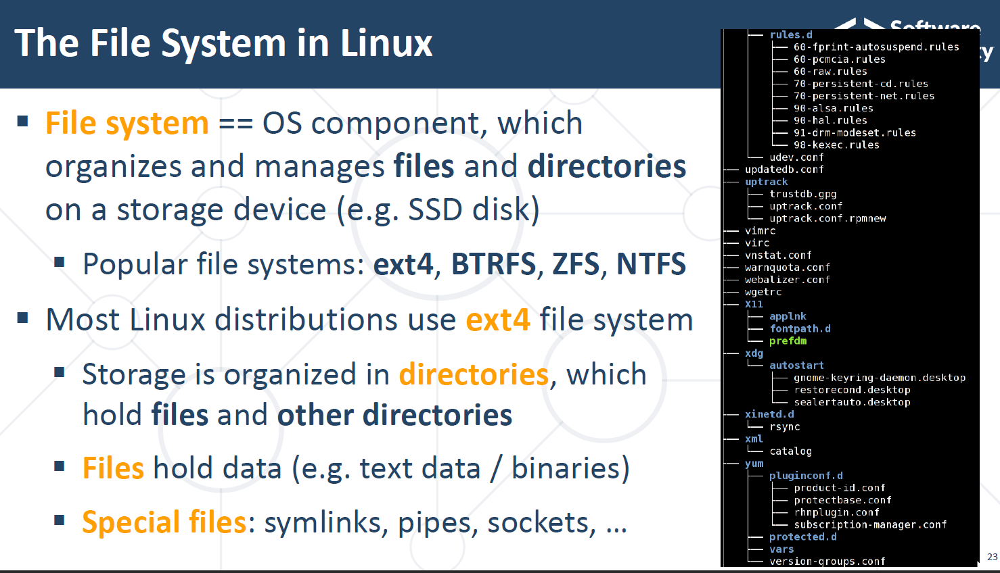 The File System in Linux
Software
ty
▪ File system == OS component, which
organizes and manages files and directories
on a storage device (e.g. SSD disk)
▪ Popular file systems: ext4, BTRFS, ZFS, NTFS
▪ Most Linux distributions use ext4 file system
▪ Storage is organized in directories, which
hold files and other directories
▪ Files hold data (e.g. text data / binaries)
▪ Special files: symlinks, pipes, sockets, …
rules.d
60-fprint-autosuspend.rules
60-pcmcia.rules
60-raw.rules
70-persistent-cd.rules
70-persistent-net.rules
90-alsa.rules
90-hal.rules
91-drm-modeset.rules
98-kexec.rules
udev.conf
updatedb.conf
uptrack
trustdb.gpg
uptrack.conf
uptrack.conf.rpmnew
vimrc
virc
vnstat.conf
warnquota.conf
webalizer.conf
wgetrc
X11
applnk
fontpath.d
prefdm
xdg
autostart
gnome-keyring-daemon.desktop
restorecond.desktop
sealertauto.desktop
xinetd.d
rsync
xml
catalog
yum
pluginconf.d
product-id.conf
protectbase.conf
rhnplugin.conf
subscription-manager.conf
protected.d
vars
version-groups.conf
23